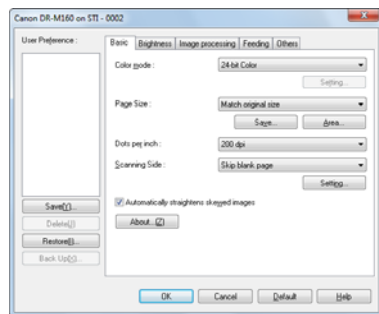 Canon DR-M160 on STI - 0002
User Preference :
Basic Brightness Image processing Feeding Others
Color mode : 24-bit Color
Setting...
Page Size : Match original size
Save... Area...
Dots per inch : 200 dpi
Scanning Side : Skip blank page
Setting...
Automatically straightens skewed images
About...(Z)
Save(Y)...
Delete(J)
Restore(I)...
Back Up(X)...
OK Cancel Default Help